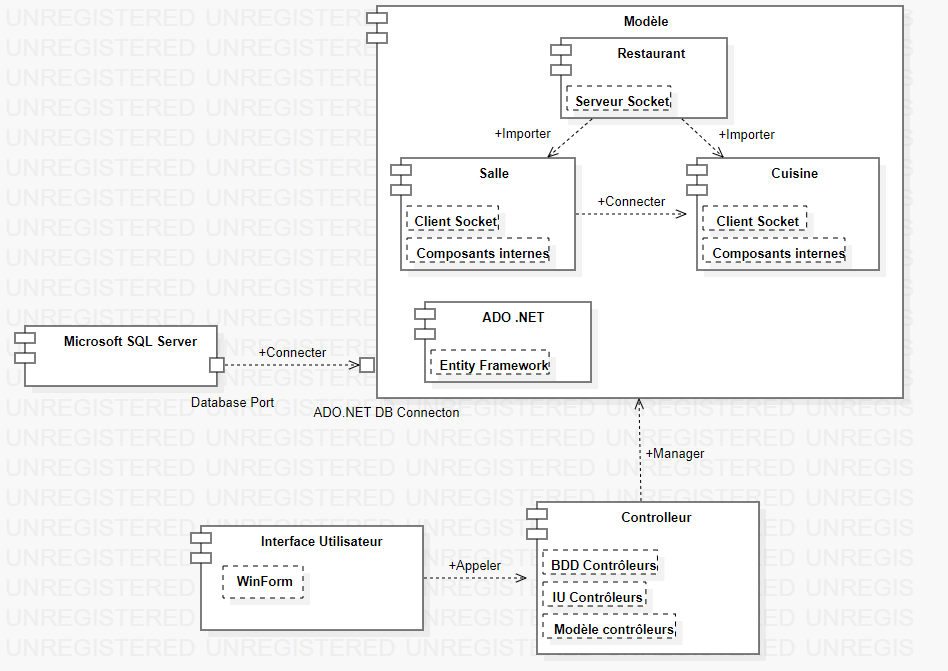 Modèle
Restaurant
Serveur Socket
+Importer
+Importer
Salle
Client Socket
Composants internes
+Connecter
Cuisine
Client Socket
Composants internes
ADO .NET
Entity Framework
Microsoft SQL Server
+Connecter
Database Port
ADO.NET DB Connecton
+Manager
Interface Utilisateur
WinForm
+Appeler
Controlleur
BDD Contrôleurs
IU Contrôleurs
Modèle contrôleurs
UNREGISTERED